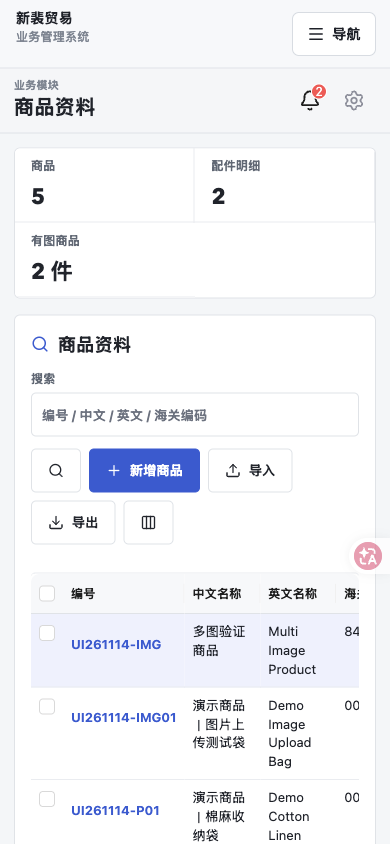 新裴贸易
业务管理系统
导航
业务模块
商品资料
2
商品
5
配件明细
2
有图商品
2 件
商品资料
搜索
编号 / 中文 / 英文 / 海关编码
新增商品
导入
导出
编号 中文名称 英文名称
UI261114-IMG
多图验证
商品
Multi
Image
Product
84
UI261114-IMG01
演示商品
| 图片上
传测试袋
Demo
Image
Upload
Bag
00
UI261114-P01
演示商品
| 棉麻收
纳袋
Demo
Cotton
Linen
00